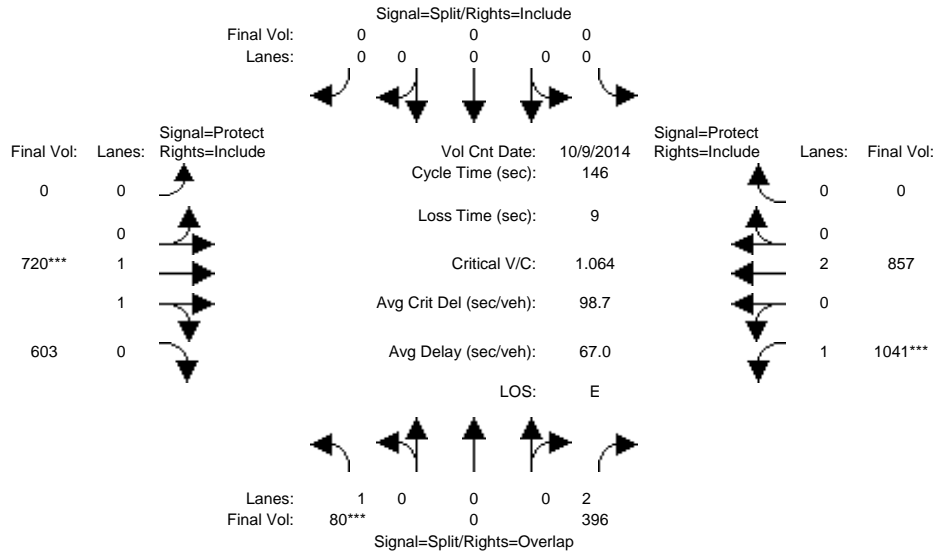 Signal=Split/Rights=Include
Final Vol: 0 0 0
Lanes: 0 0 0 0 0
Signal=Protect Signal=Protect
Final Vol: Lanes: Rights=Include Vol Cnt Date: 10/9/2014 Rights=Include Lanes: Final Vol:
Cycle Time (sec): 146
0 0 0 0
Loss Time (sec): 9
0 0
720*** 1 Critical V/C: 1.064 2 857
1 Avg Crit Del (sec/veh): 98.7 0
603 0 Avg Delay (sec/veh): 67.0 1 1041***
LOS: E
Lanes: 1 0 0 0 2
Final Vol: 80*** 0 396
Signal=Split/Rights=Overlap